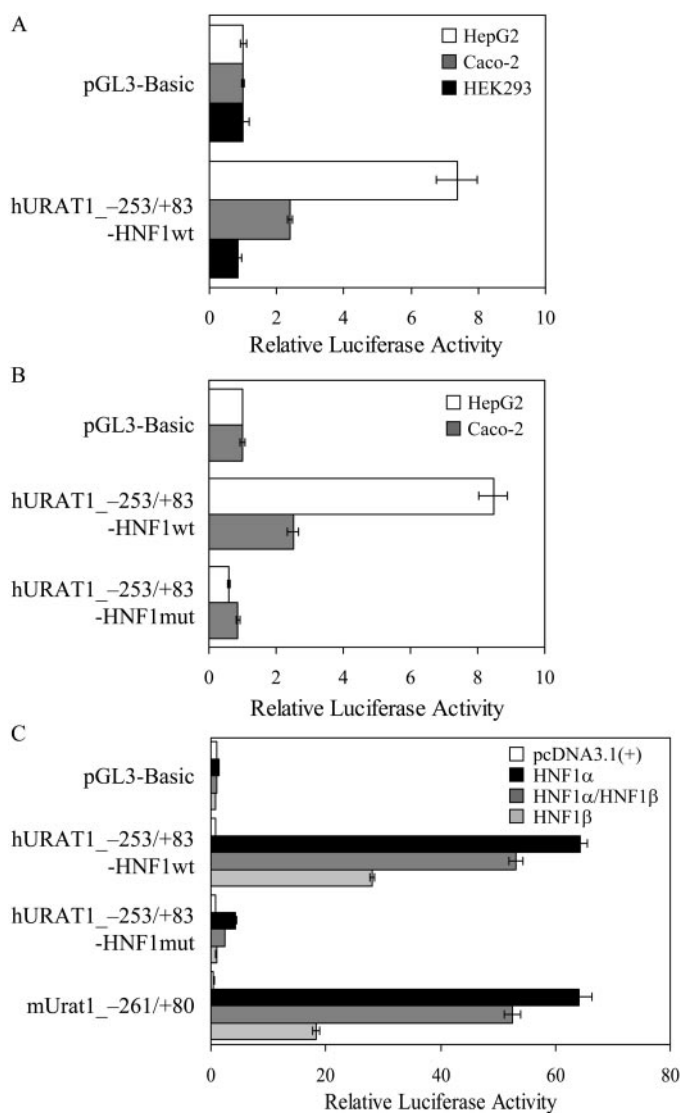 A
HepG2
Caco-2
HEK293
pGL3-Basic
hURAT1_–253/+83
-HNF1wt
0 2 4 6 8 10
Relative Luciferase Activity
B
HepG2
Caco-2
pGL3-Basic
hURAT1_–253/+83
-HNF1wt
hURAT1_–253/+83
-HNF1mut
0 2 4 6 8 10
Relative Luciferase Activity
C
pcDNA3.1(+)
HNF1α
HNF1α/HNF1β
HNF1β
pGL3-Basic
hURAT1_–253/+83
-HNF1wt
hURAT1_–253/+83
-HNF1mut
mUrat1_–261/+80
0 20 40 60 80
Relative Luciferase Activity